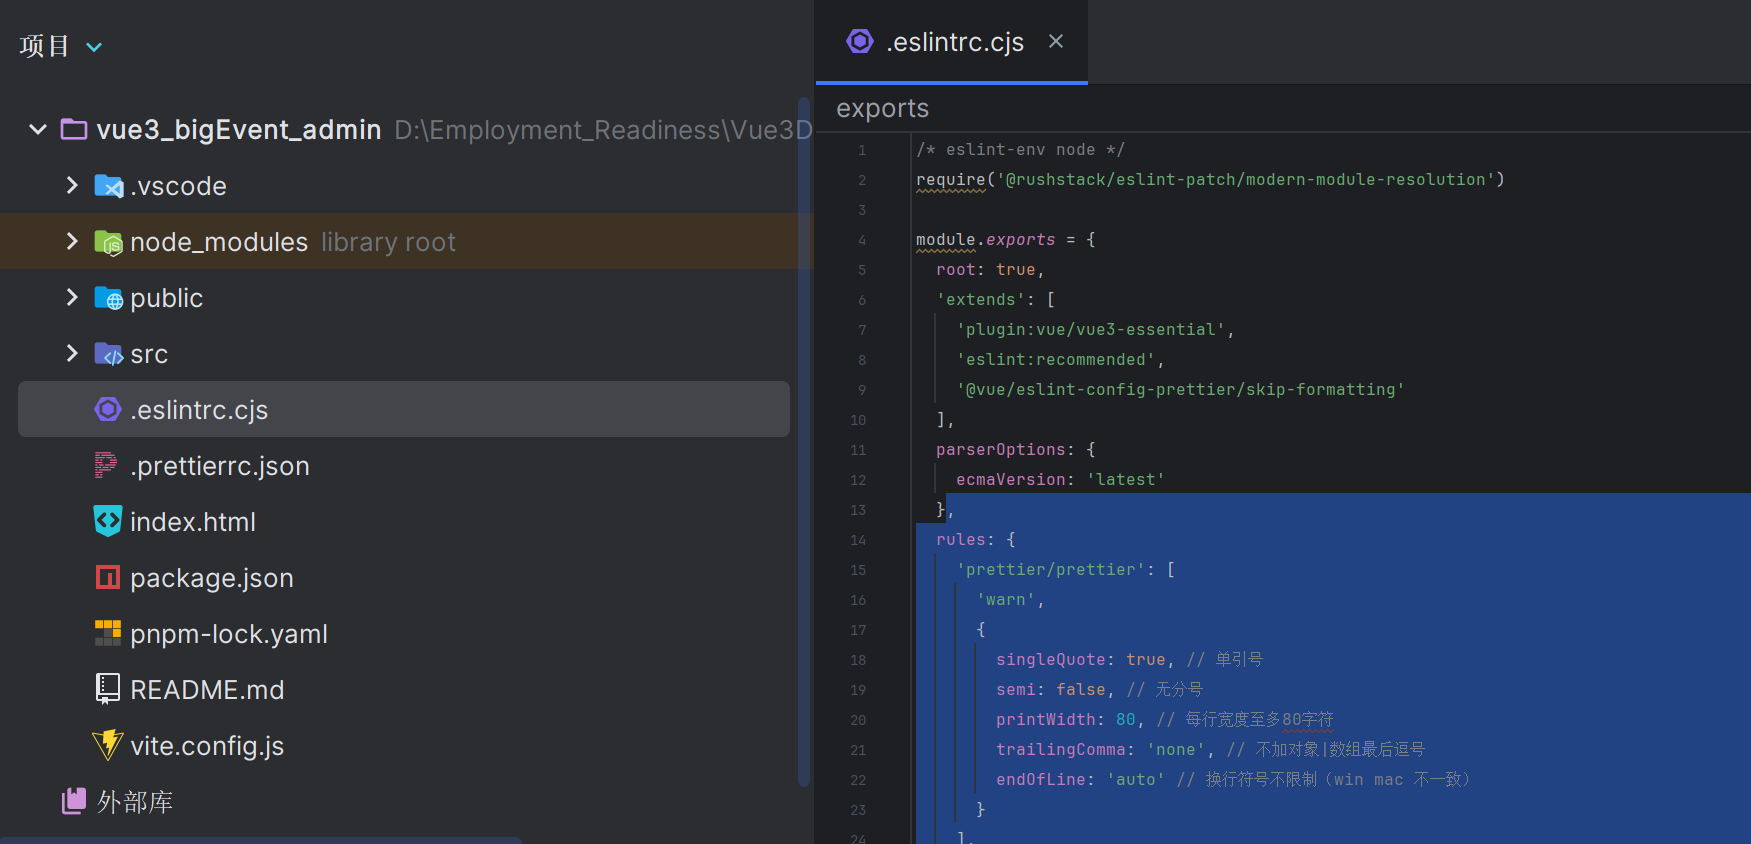 项目
vue3_bigEvent_admin D:\Employment_Readiness\Vue3D
.vscode
node_modules library root
public
src
.eslintrc.cjs
.prettierrc.json
index.html
package.json
pnpm-lock.yaml
README.md
vite.config.js
外部库
.eslintrc.cjs
exports
1 /* eslint-env node */
2 require('@rushstack/eslint-patch/modern-module-resolution')
3
4 module.exports = {
5 root: true,
6 'extends': [
7 'plugin:vue/vue3-essential',
8 'eslint:recommended',
9 '@vue/eslint-config-prettier/skip-formatting'
10 ],
11 parserOptions: {
12 ecmaVersion: 'latest'
13 },
14 rules: {
15 'prettier/prettier': [
16 'warn',
17 {
18 singleQuote: true, // 单引号
19 semi: false, // 无分号
20 printWidth: 80, // 每行宽度至多80字符
21 trailingComma: 'none', // 不加对象|数组最后逗号
22 endOfLine: 'auto' // 换行符号不限制（win mac 不一致）
23 }
24 ],